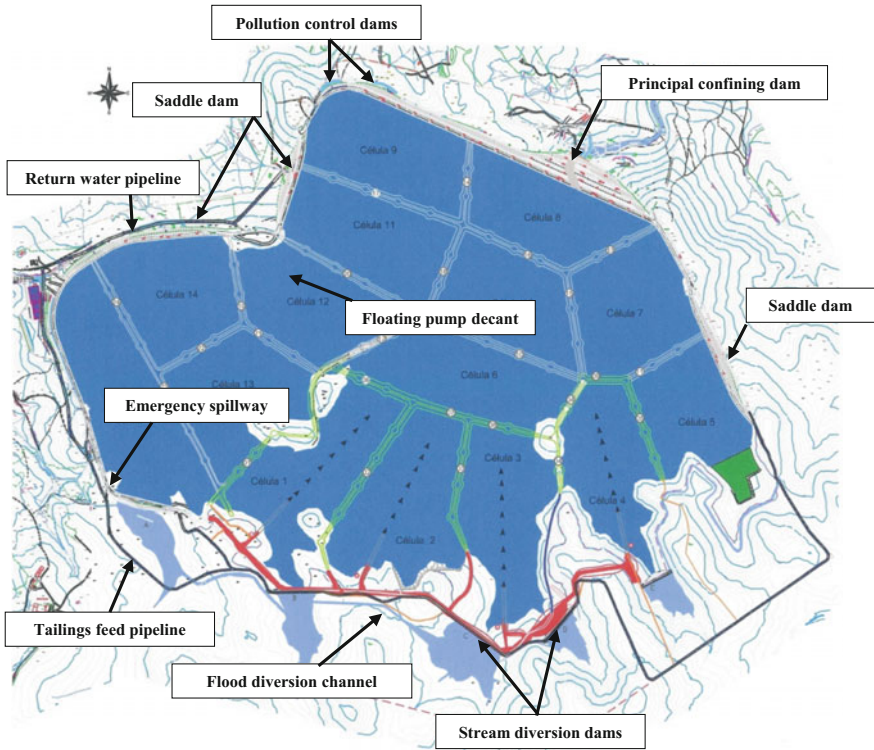 Pollution control dams
Principal confining dam
Saddle dam
Célula 9
Return water pipeline
Célula 8
Célula 11
Célula 14
Célula 12
Célula 7
Floating pump decant
Saddle dam
Célula 6
Célula 13
Emergency spillway
Célula 5
Célula 3
Célula 1
Célula 4
Célula 2
Tailings feed pipeline
Flood diversion channel
Stream diversion dams